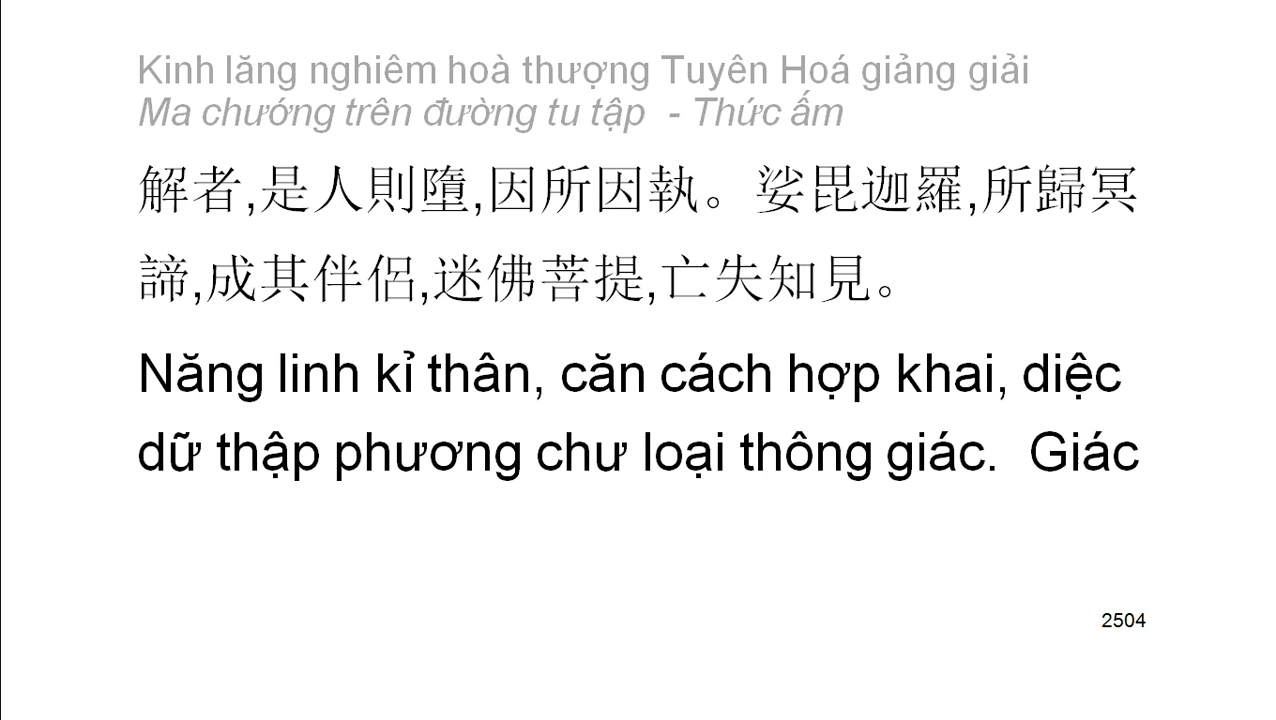 Kinh lăng nghiêm hoà thượng Tuyên Hoá giảng giải
Ma chướng trên đường tu tập - Thức ấm
解者,是人則墮,因所因執。娑毘迦羅,所歸冥
諦,成其伴侶,迷佛菩提,亡失知見。
Năng linh kỉ thân, căn cách hợp khai, diệc
dữ thập phương chư loại thông giác. Giác
2504